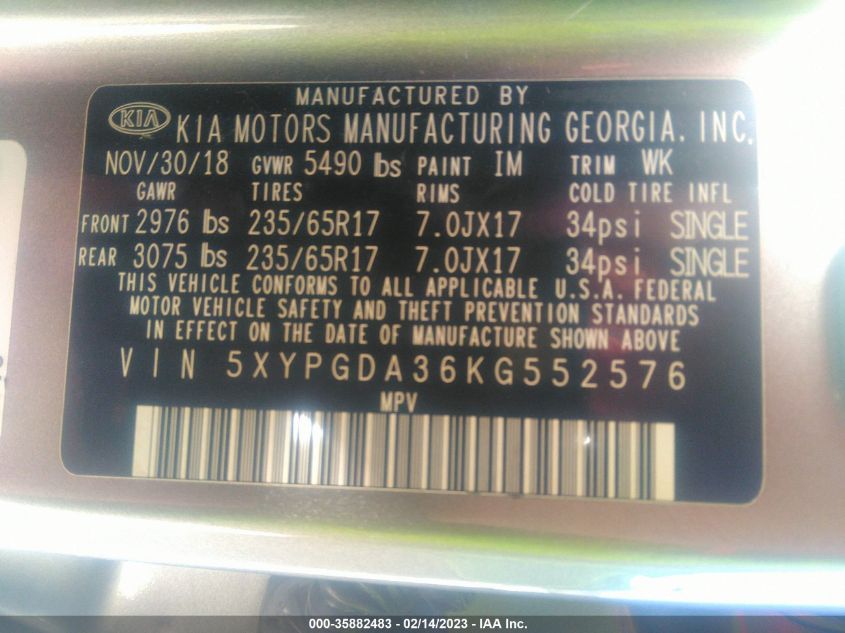 MANUFACTURED BY
KIA KIA MOTORS MANUFACTURING GEORGIA, INC.
NOV/30/18 GVWR 5490 lbs PAINT IM TRIM WK
GAWR TIRES RIMS COLD TIRE INFL
FRONT 2976 lbs 235/65R17 7.0JX17 34psi SINGLE
REAR 3075 lbs 235/65R17 7.0JX17 34psi SINGLE
THIS VEHICLE CONFORMS TO ALL APPLICABLE U.S.A. FEDERAL
MOTOR VEHICLE SAFETY AND THEFT PREVENTION STANDARDS
IN EFFECT ON THE DATE OF MANUFACTURE SHOWN ABOVE
VIN 5XYPGDA36KG552576
MPV
000-35882483 - 02/14/2023 - IAA Inc.